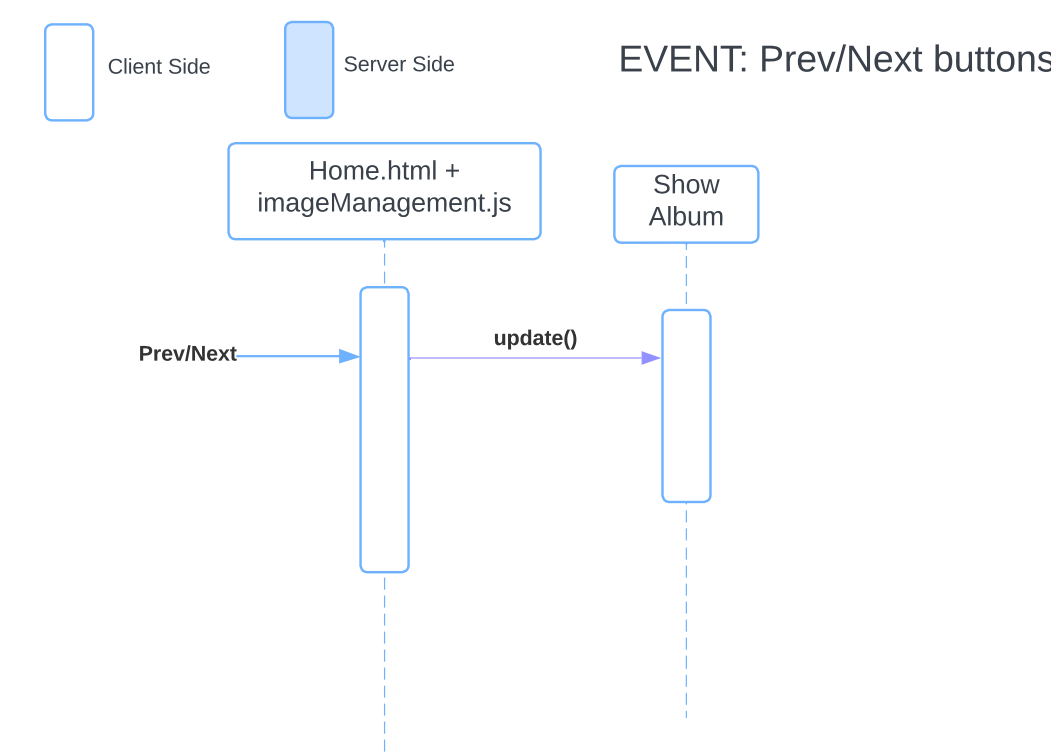 Client Side
Server Side
EVENT: Prev/Next buttons
Home.html +
imageManagement.js
Show
Album
Prev/Next
update()